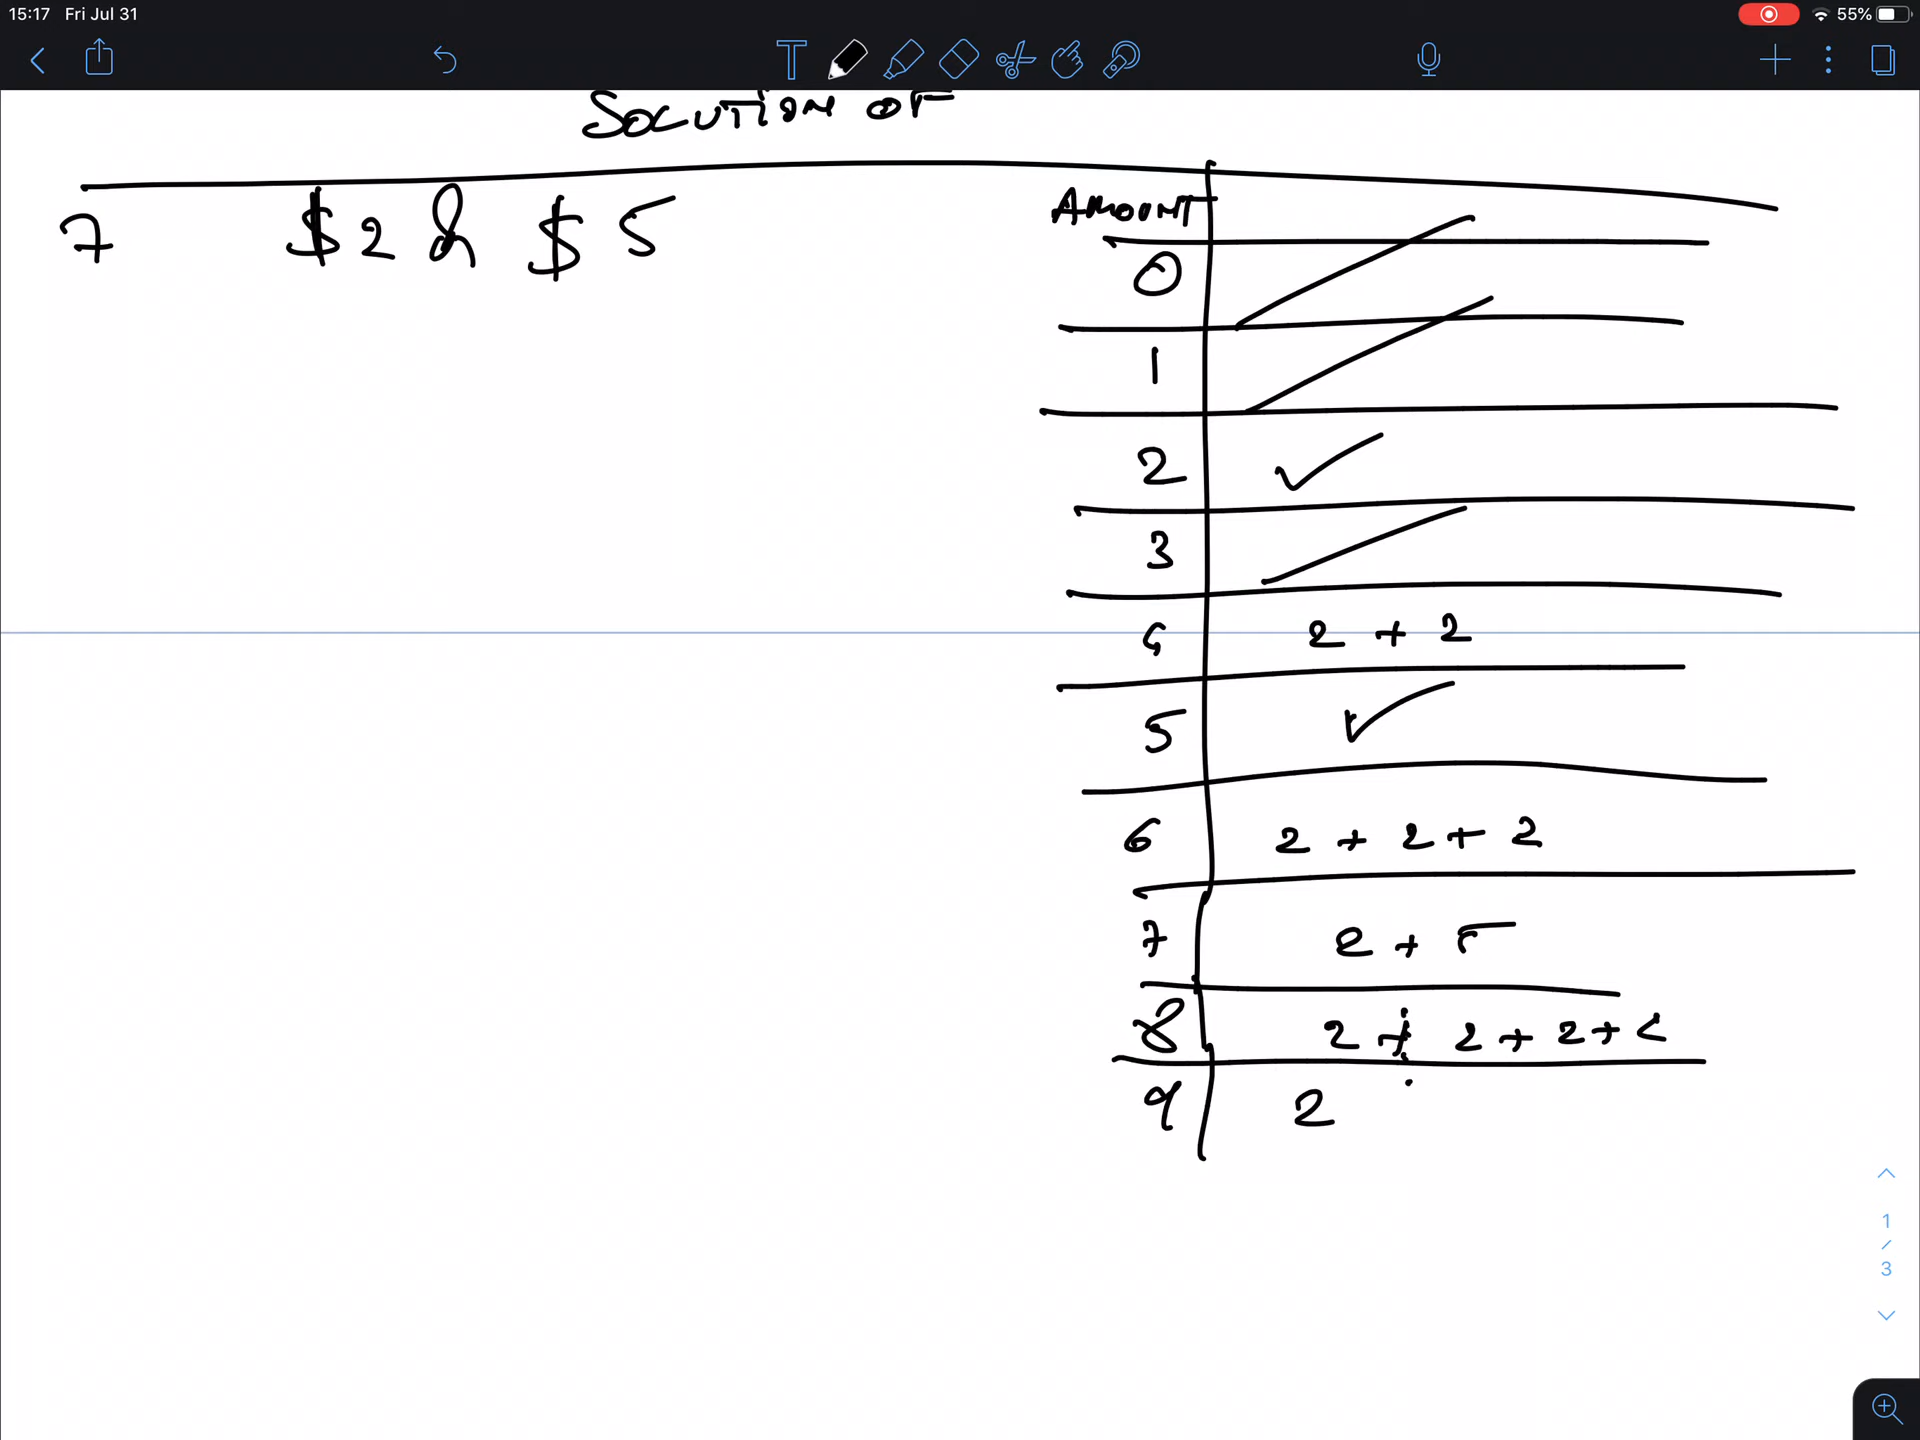 15:17 Fri Jul 31 55%
T
SOLUTION OF
7 $2 & $5
AMOUNT
0
1
2 ✓
3
4 2 + 2
5 ✓
6 2 + 2 + 2
7 2 + 5
8 2 + 2 + 2 + 2
9 2
1
/
3